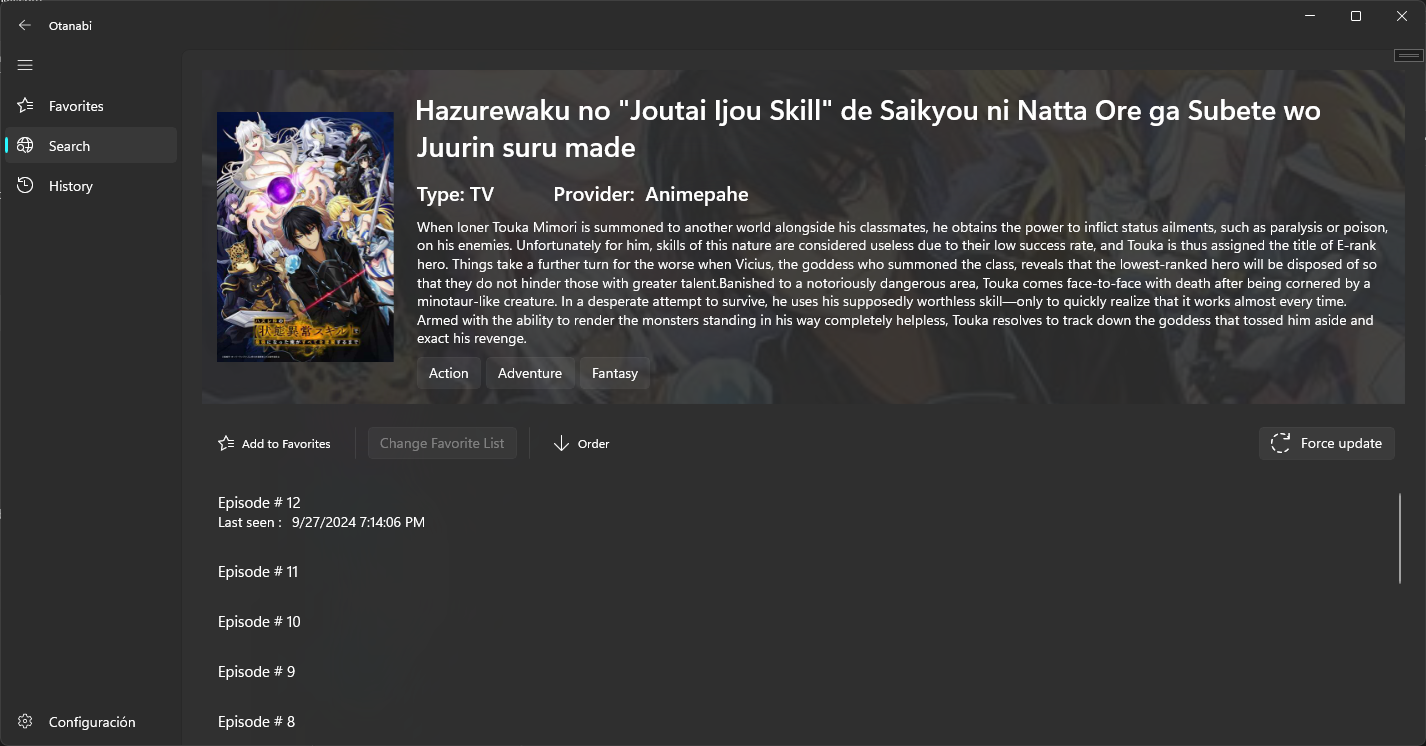 Otanabi
Favorites
Search
History
Configuración
Hazurewaku no "Joutai Ijou Skill" de Saikyou ni Natta Ore ga Subete wo
Juurin suru made
Type: TV Provider: Animepahe
When loner Touka Mimori is summoned to another world alongside his classmates, he obtains the power to inflict status ailments, such as paralysis or poison,
on his enemies. Unfortunately for him, skills of this nature are considered useless due to their low success rate, and Touka is thus assigned the title of E-rank
hero. Things take a further turn for the worse when Vicius, the goddess who summoned the class, reveals that the lowest-ranked hero will be disposed of so
that they do not hinder those with greater talent.Banished to a notoriously dangerous area, Touka comes face-to-face with death after being cornered by a
minotaur-like creature. In a desperate attempt to survive, he uses his supposedly worthless skill—only to quickly realize that it works almost every time.
Armed with the ability to render the monsters standing in his way completely helpless, Touka resolves to track down the goddess that tossed him aside and
exact his revenge.
Action Adventure Fantasy
状態異常スキル
Add to Favorites Change Favorite List Order Force update
Episode # 12
Last seen : 9/27/2024 7:14:06 PM
Episode # 11
Episode # 10
Episode # 9
Episode # 8